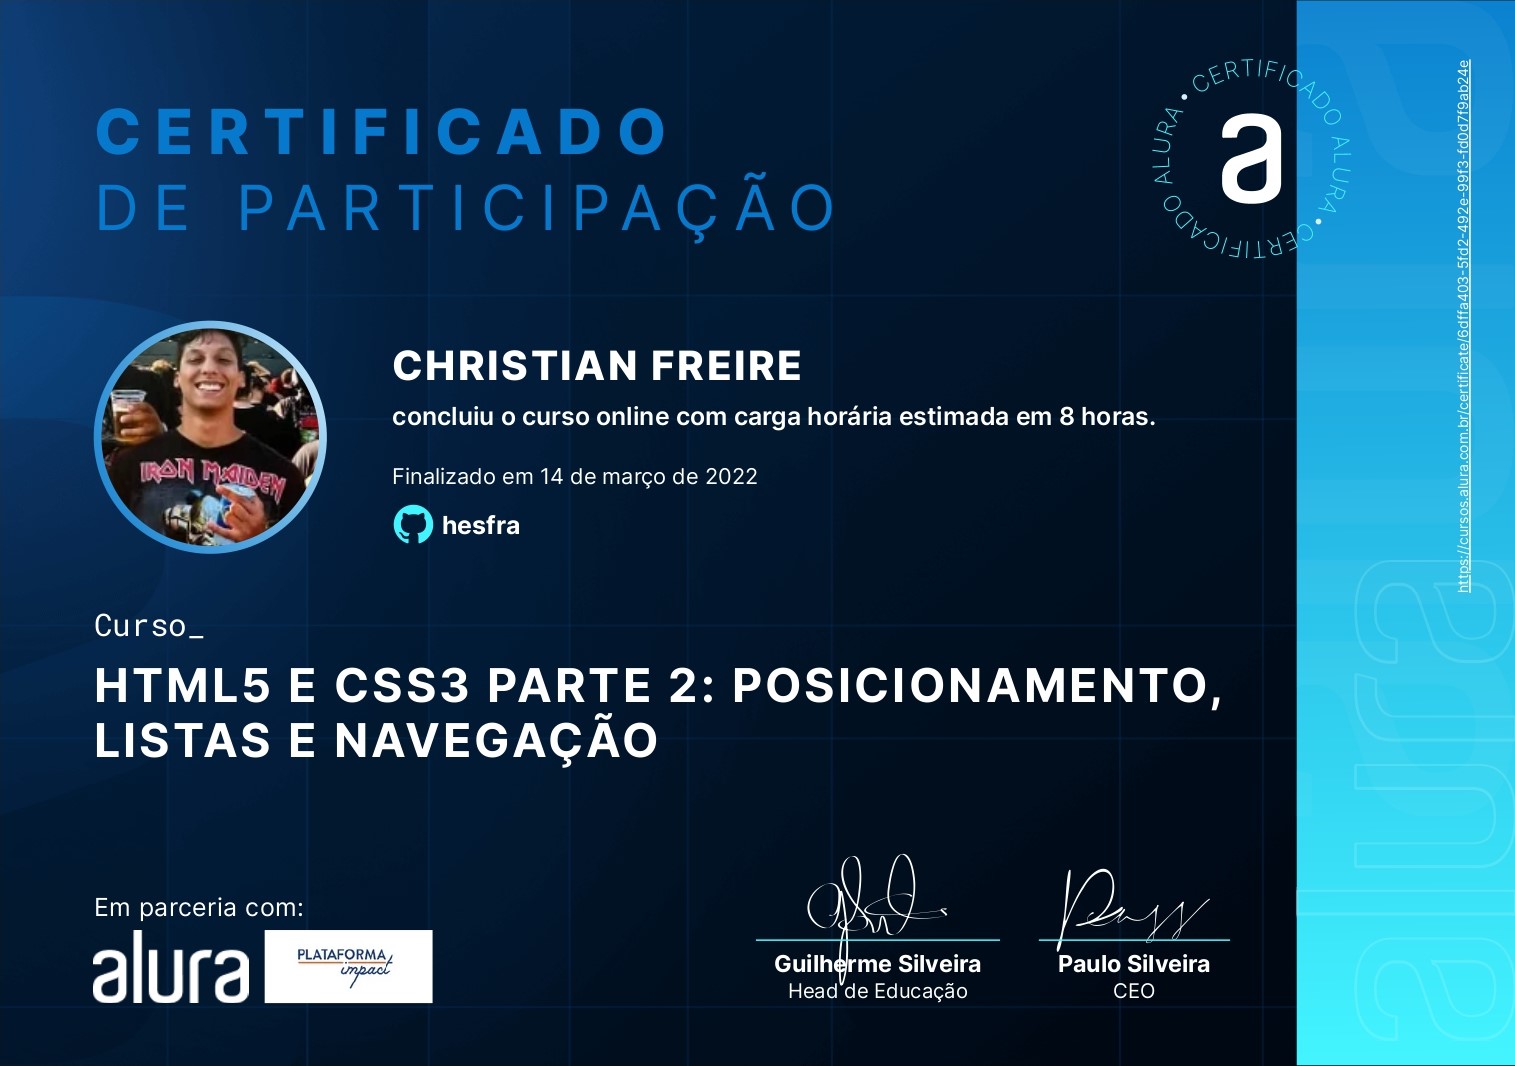 CERTIFICADO
DE PARTICIPAÇÃO
CERTIFICADO ALURA • CERTIFICADO ALURA •
a
https://cursos.alura.com.br/certificate/6dffa403-5fd2-492e-99f3-fd0d7f9ab24e
IRON MAIDEN
CHRISTIAN FREIRE
concluiu o curso online com carga horária estimada em 8 horas.
Finalizado em 14 de março de 2022
hesfra
Curso_
HTML5 E CSS3 PARTE 2: POSICIONAMENTO,
LISTAS E NAVEGAÇÃO
Em parceria com:
alura
PLATAFORMA
impact
Guilherme Silveira
Head de Educação
Paulo Silveira
CEO
alura